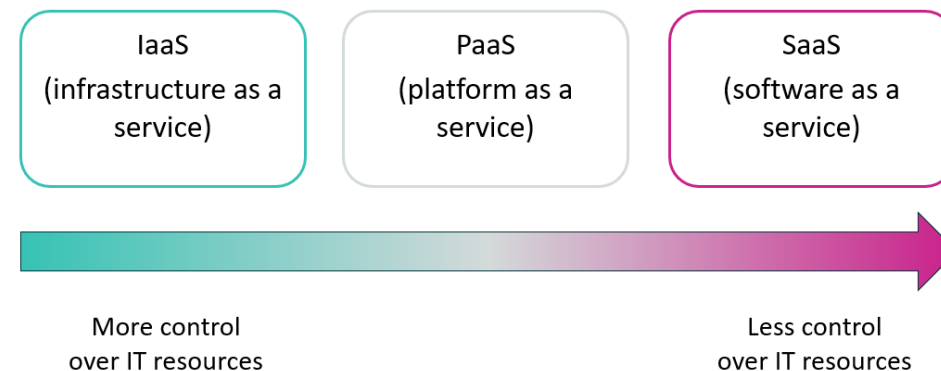 IaaS
(infrastructure as a
service)
PaaS
(platform as a
service)
SaaS
(software as a
service)
More control
over IT resources
Less control
over IT resources